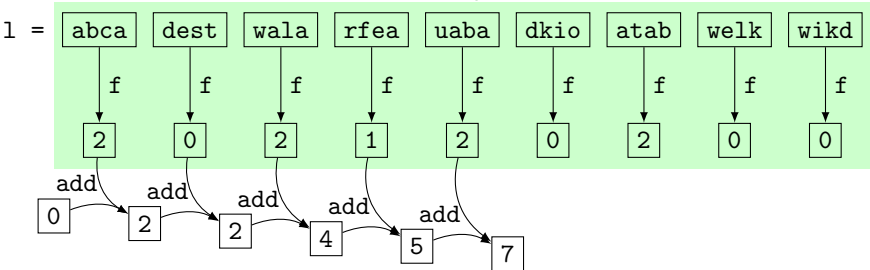 l = abca dest wala rfea uaba dkio atab welk wikd
f f f f f f f f f
2 0 2 1 2 0 2 0 0
add add add add add
0 2 2 4 5 7